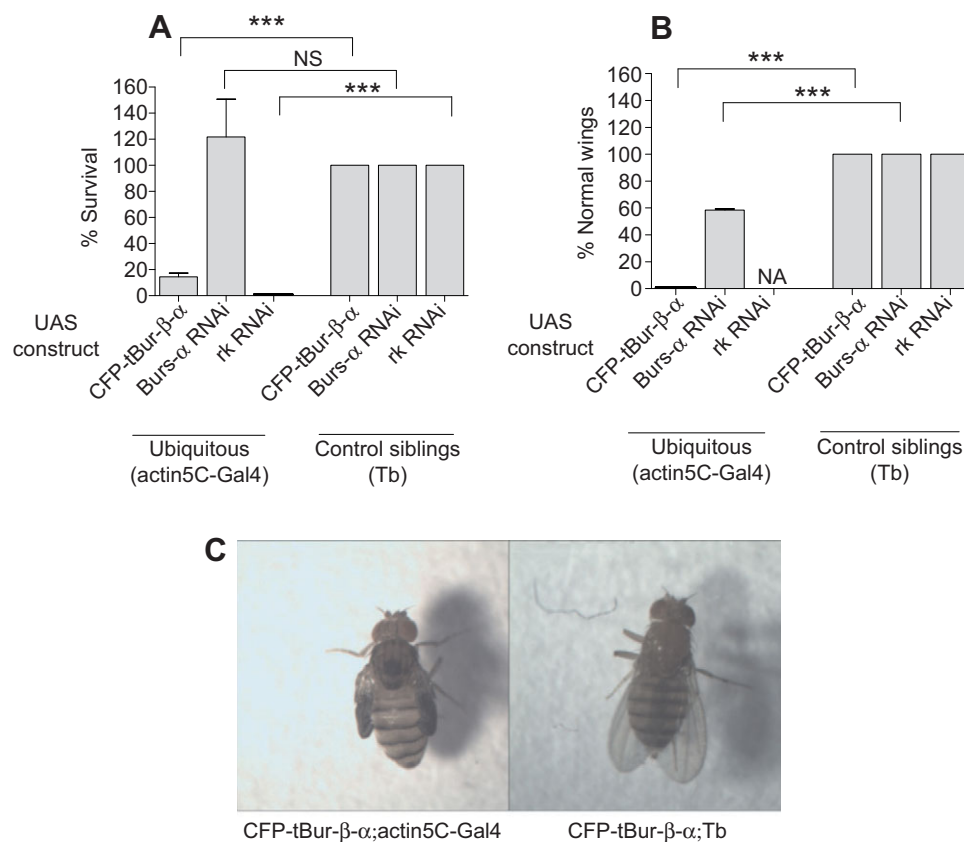 A
***
NS
***
160
140
120
100
80
60
40
20
0
% Survival
UAS
construct
CFP-tBur-β-α
Burs-α RNAi
rk RNAi
CFP-tBur-β-α
Burs-α RNAi
rk RNAi
Ubiquitous
(actin5C-Gal4)
Control siblings
(Tb)
B
***
***
160
140
120
100
80
60
40
20
0
% Normal wings
NA
UAS
construct
CFP-tBur-β-α
Burs-α RNAi
rk RNAi
CFP-tBur-β-α
Burs-α RNAi
rk RNAi
Ubiquitous
(actin5C-Gal4)
Control siblings
(Tb)
C
CFP-tBur-β-α;actin5C-Gal4
CFP-tBur-β-α;Tb